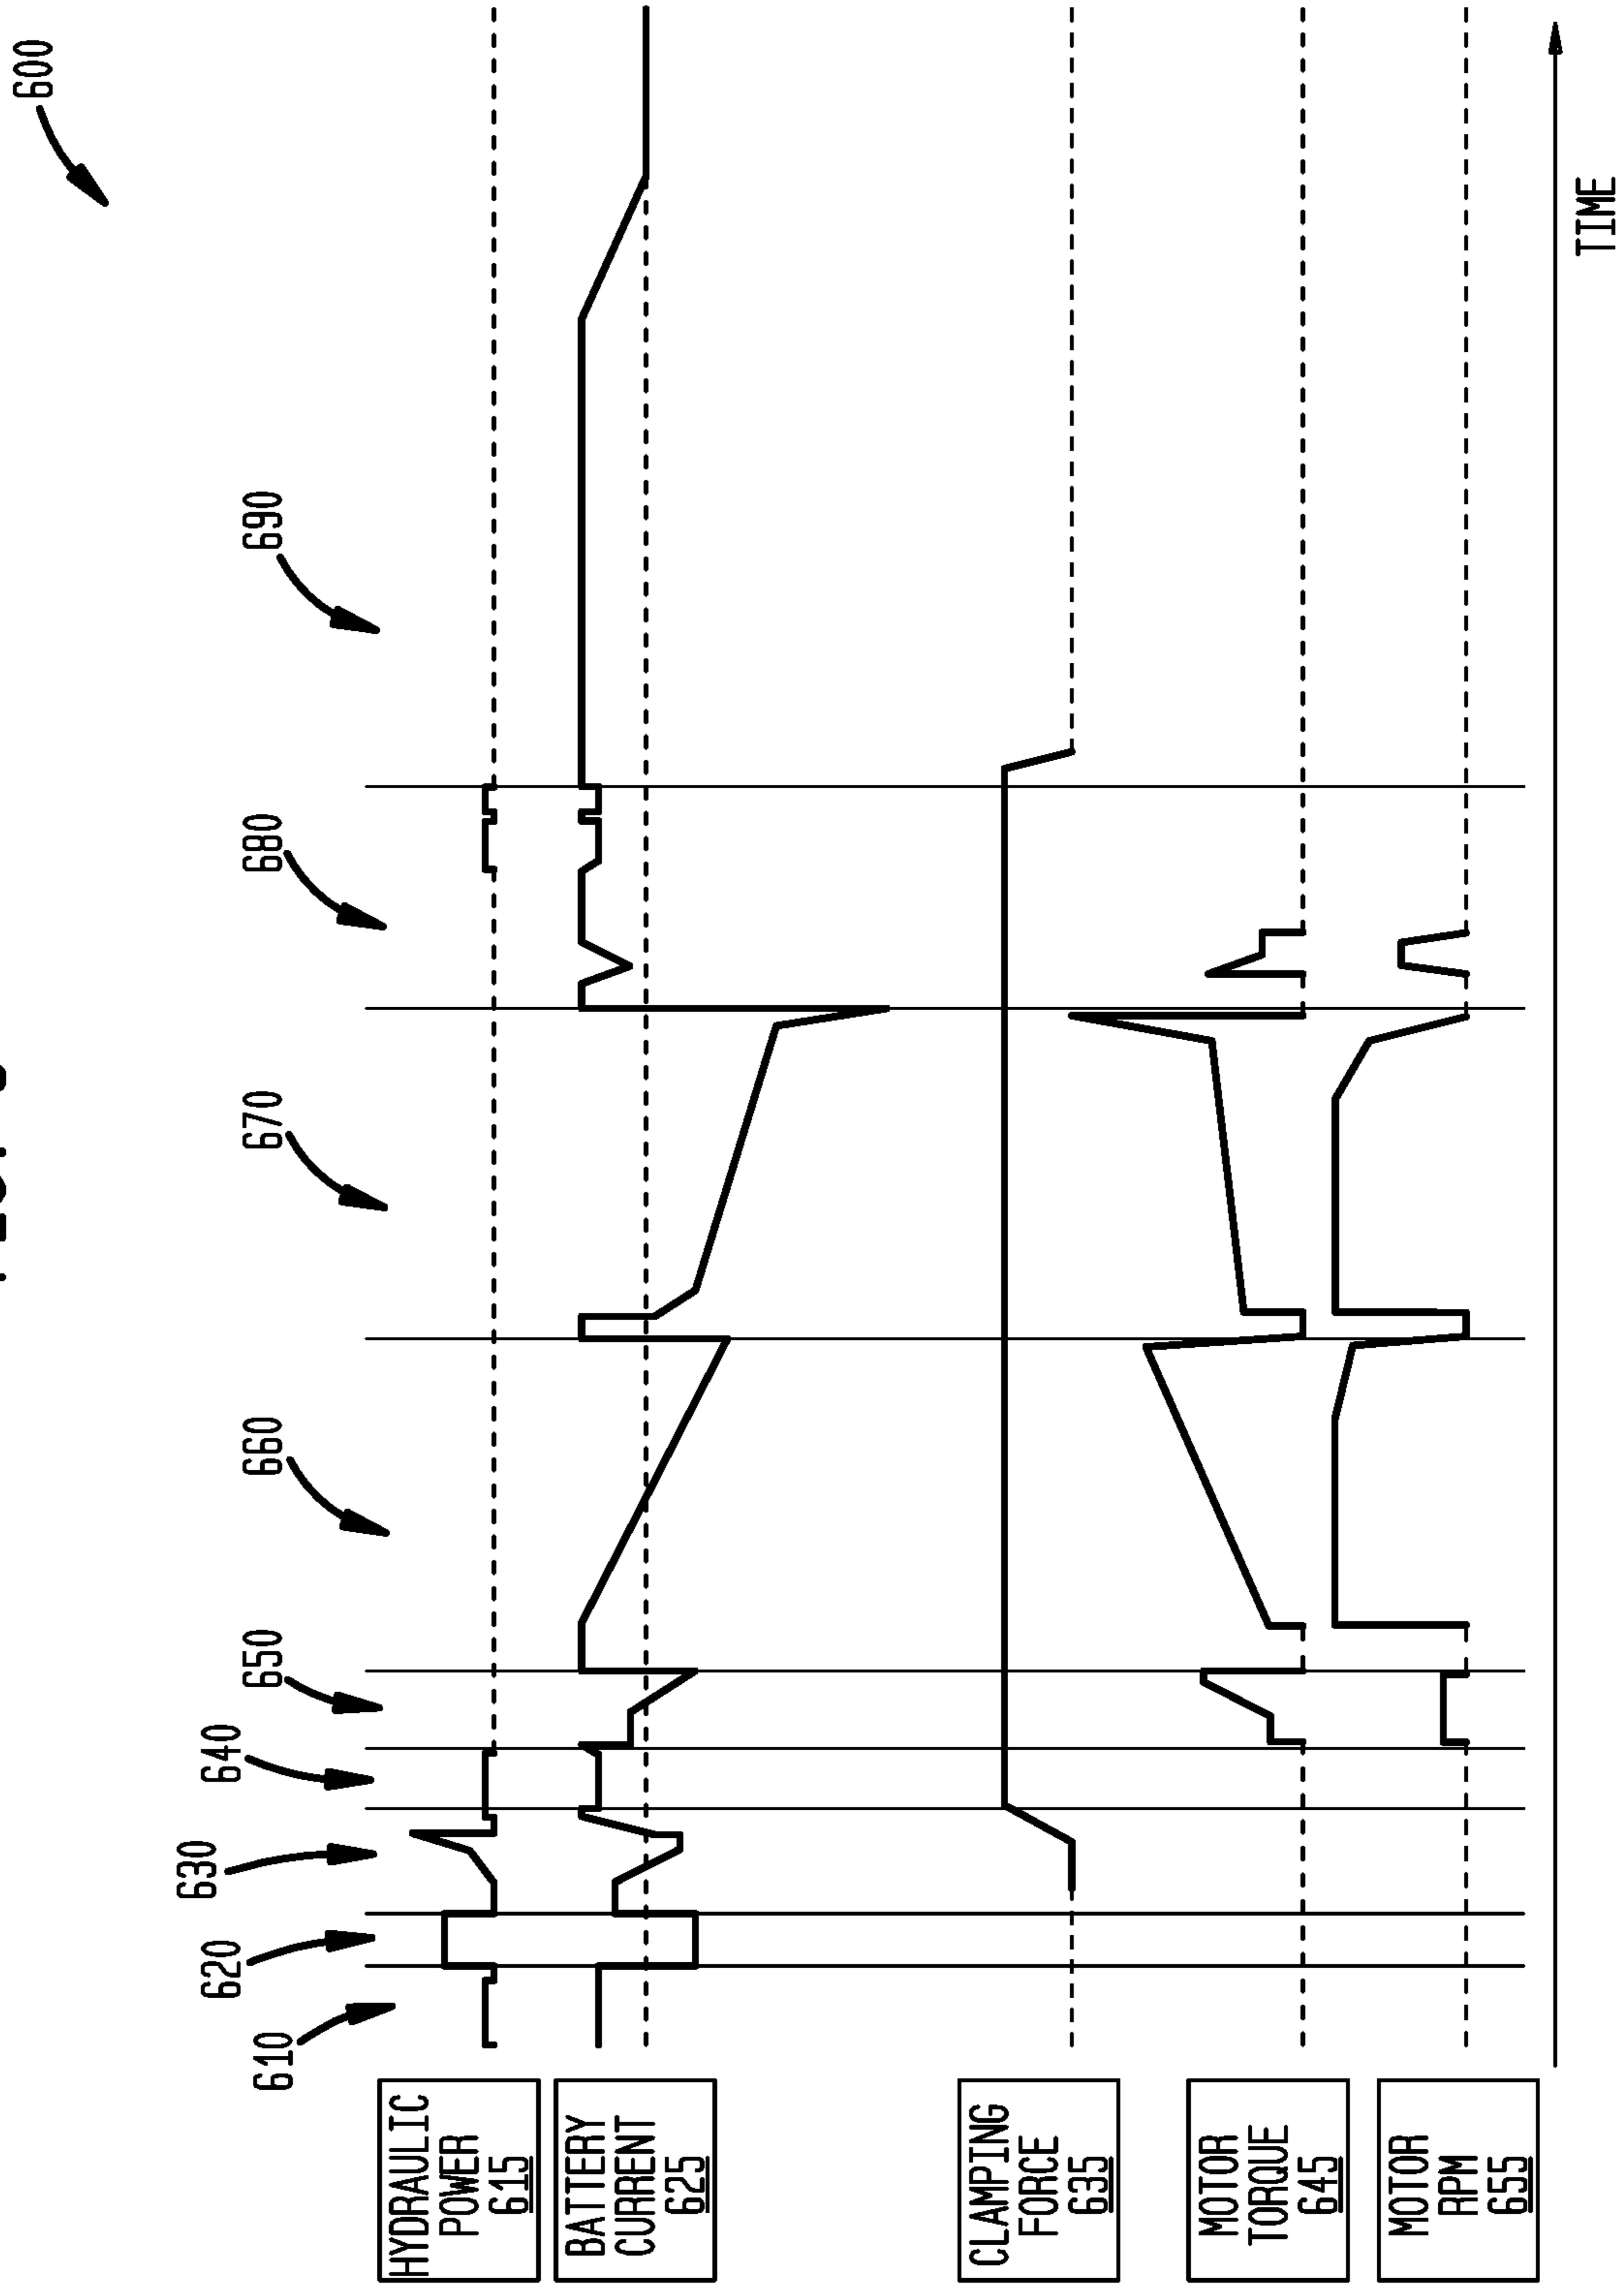 600
610
620
630
640
650
660
670
680
690
HYDRAULIC
POWER
615
BATTERY
CURRENT
625
CLAMPING
FORCE
635
MOTOR
TORQUE
645
MOTOR
RPM
655
TIME